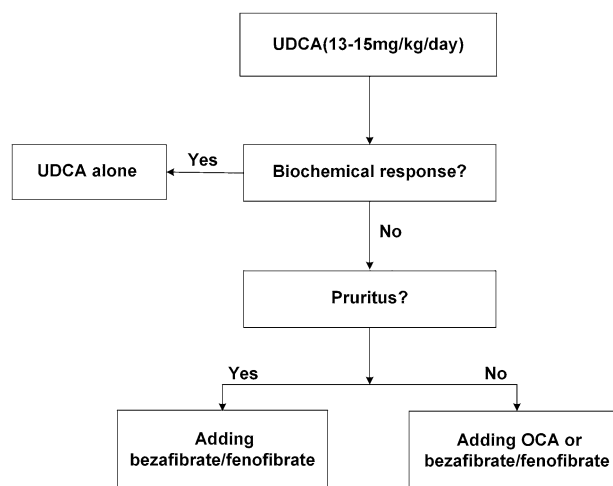 UDCA(13-15mg/kg/day)
Yes
UDCA alone
Biochemical response?
No
Pruritus?
Yes
No
Adding
bezafibrate/fenofibrate
Adding OCA or
bezafibrate/fenofibrate